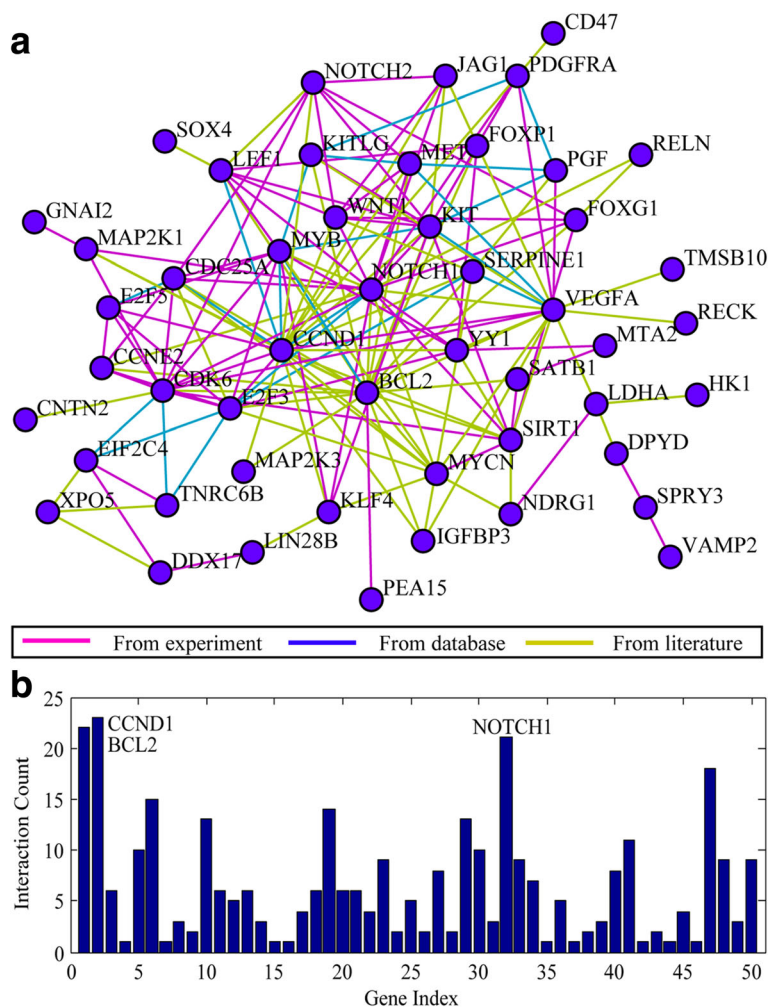 a
CD47
NOTCH2
JAG1
PDGFRA
SOX4
KITLG
FOXP1
RELN
LEF1
MET
PGF
GNAI2
WNT1
KIT
FOXG1
MAP2K1
MYB
CDC25A
NOTCH1
SERPINE1
TMSB10
E2F5
VEGFA
RECK
CCND1
YY1
MTA2
CCNE2
CDK6
BCL2
SATB1
HK1
E2F3
LDHA
CNTN2
SIRT1
EIF2C4
MAP2K3
MYCN
DPYD
XPO5
TNRC6B
KLF4
NDRG1
SPRY3
LIN28B
IGFBP3
DDX17
VAMP2
PEA15
From experiment From database From literature
b
25
20
15
10
5
0
Interaction Count
CCND1
BCL2
NOTCH1
0 5 10 15 20 25 30 35 40 45 50
Gene Index